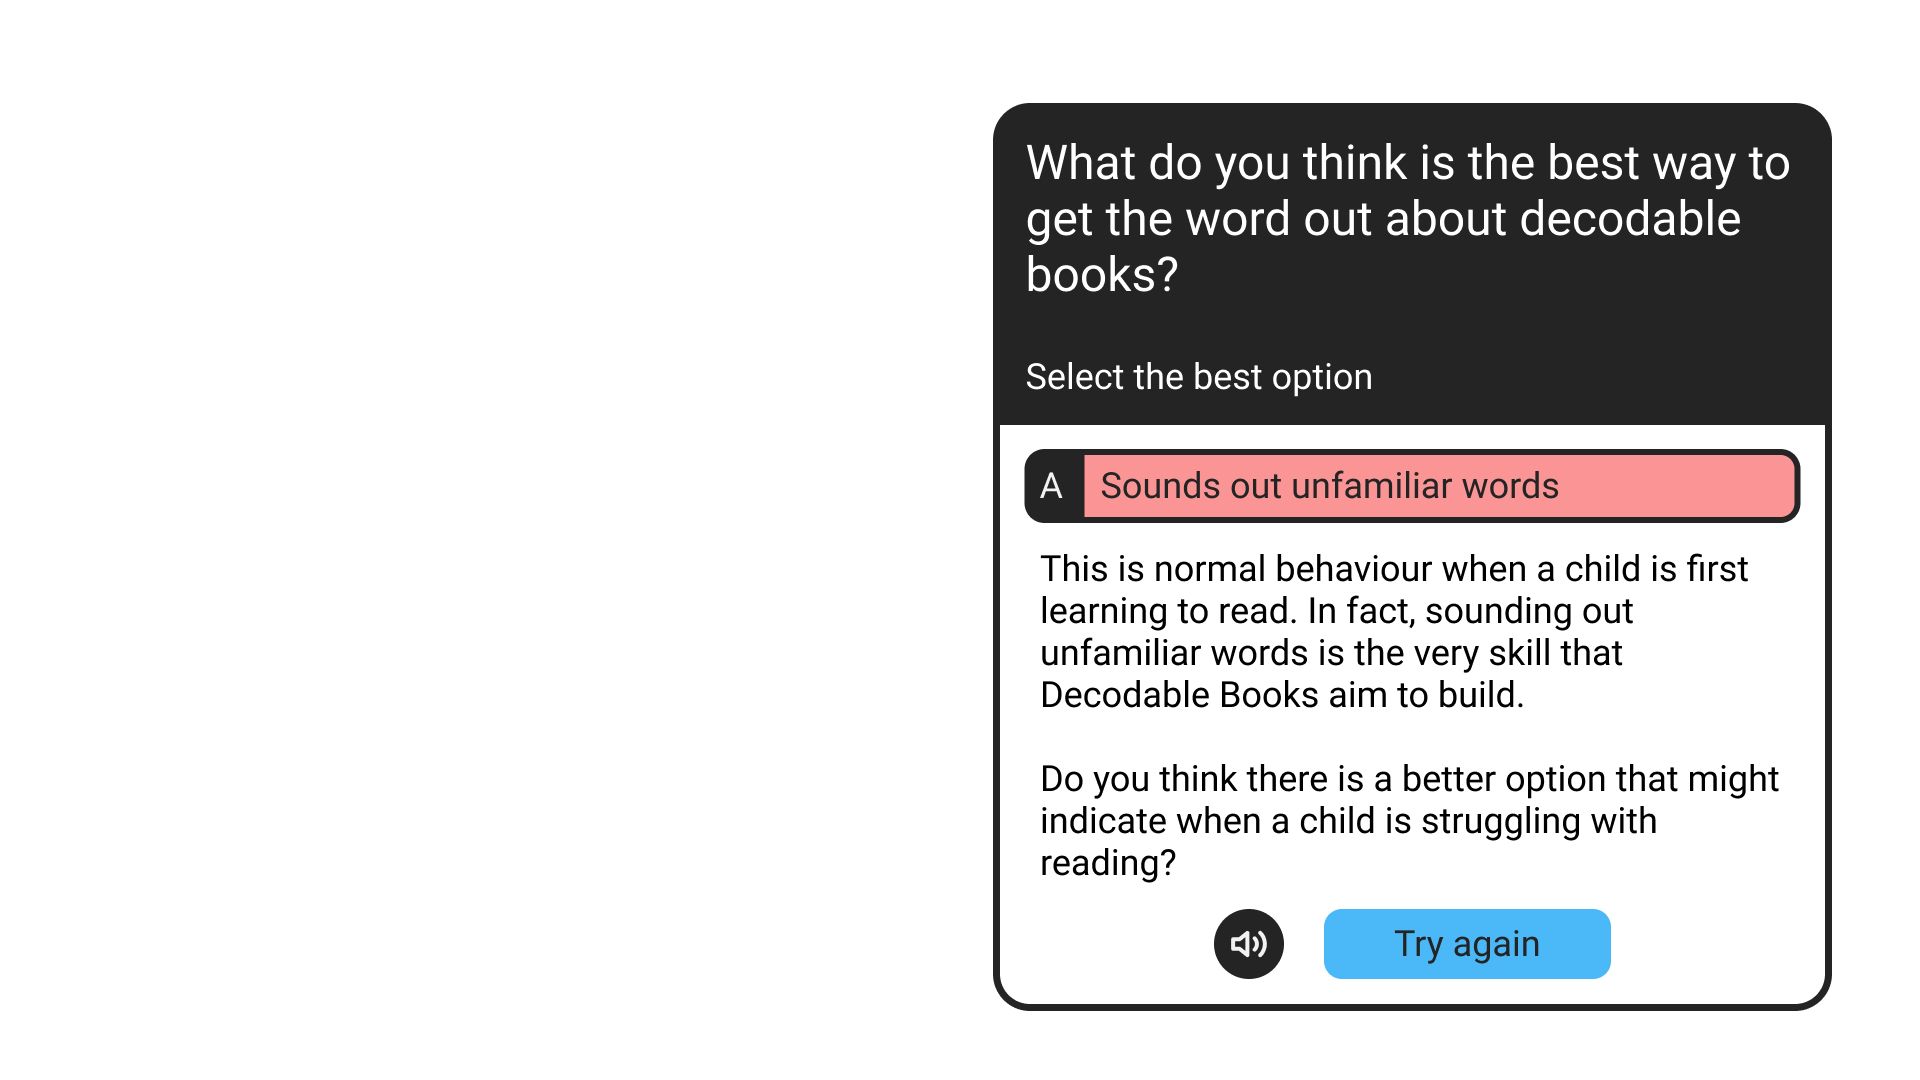 What do you think is the best way to
get the word out about decodable
books?
Select the best option
A Sounds out unfamiliar words
This is normal behaviour when a child is first
learning to read. In fact, sounding out
unfamiliar words is the very skill that
Decodable Books aim to build.
Do you think there is a better option that might
indicate when a child is struggling with
reading?
Try again